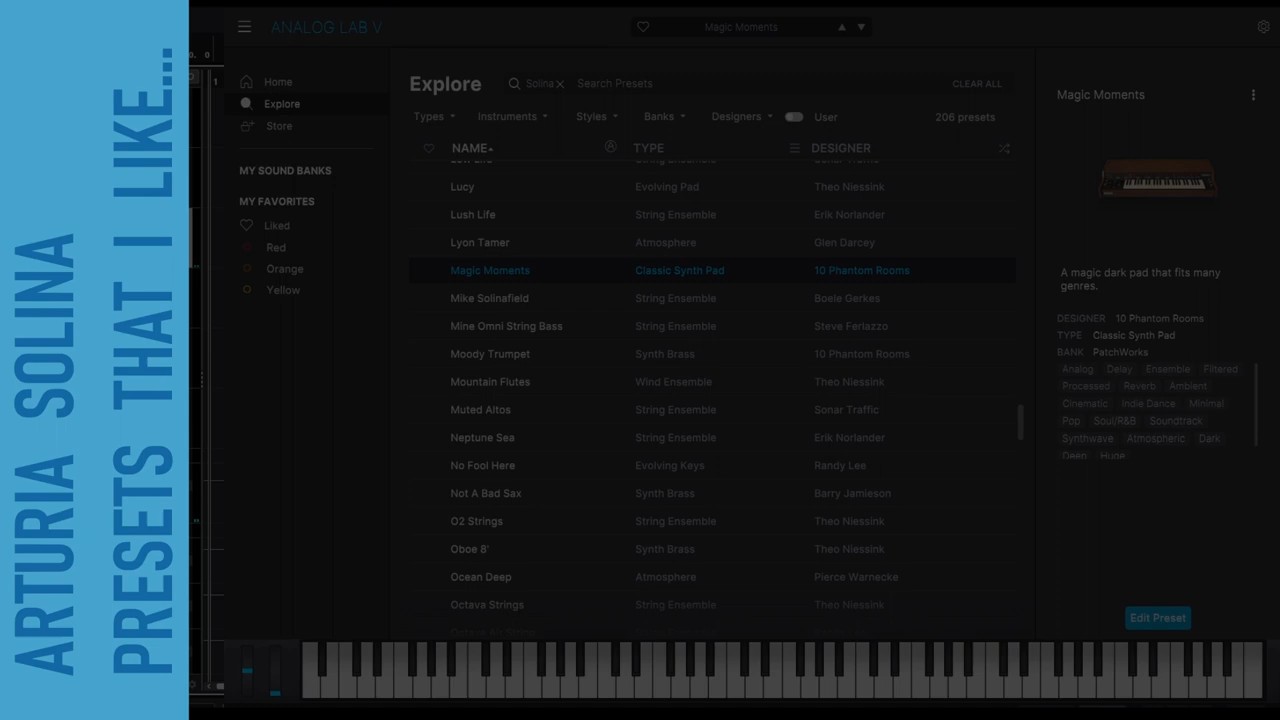 ARTURIA SOLINA
PRESETS THAT I LIKE...
ANALOG LAB V
Magic Moments
Home
Explore
Store
MY SOUND BANKS
MY FAVORITES
Liked
Red
Orange
Yellow
Explore
Solina
Search Presets
CLEAR ALL
Types
Instruments
Styles
Banks
Designers
User
206 presets
NAME TYPE DESIGNER
Lucy Evolving Pad Theo Niessink
Lush Life String Ensemble Erik Norlander
Lyon Tamer Atmosphere Glen Darcey
Magic Moments Classic Synth Pad 10 Phantom Rooms
Mike Solinafield String Ensemble Boele Gerkes
Mine Omni String Bass String Ensemble Steve Ferlazzo
Moody Trumpet Synth Brass 10 Phantom Rooms
Mountain Flutes Wind Ensemble Theo Niessink
Muted Altos String Ensemble Sonar Traffic
Neptune Sea String Ensemble Erik Norlander
No Fool Here Evolving Keys Randy Lee
Not A Bad Sax Synth Brass Barry Jamieson
O2 Strings String Ensemble Theo Niessink
Oboe 8' Synth Brass Theo Niessink
Ocean Deep Atmosphere Pierce Warnecke
Octava Strings String Ensemble Theo Niessink
Magic Moments
A magic dark pad that fits many
genres.
DESIGNER 10 Phantom Rooms
TYPE Classic Synth Pad
BANK PatchWorks
Analog Delay Ensemble Filtered
Processed Reverb Ambient
Cinematic Indie Dance Minimal
Pop Soul/R&B Soundtrack
Synthwave Atmospheric Dark
Deep Huge
Edit Preset